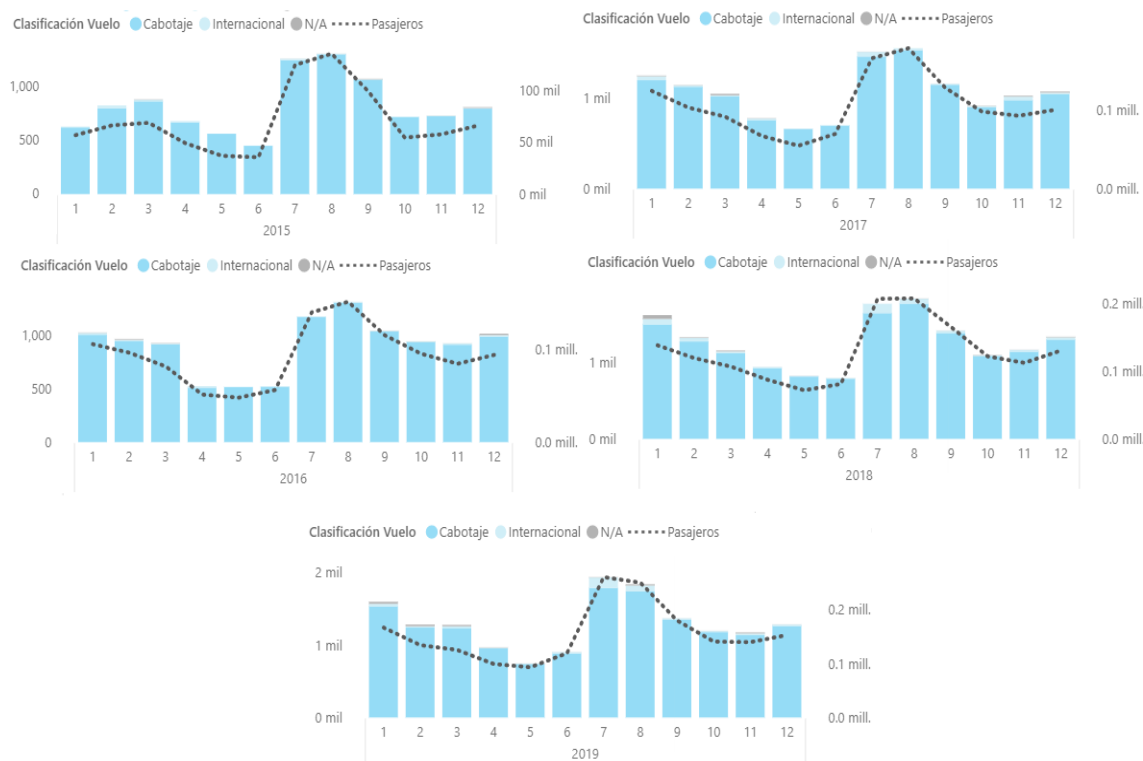 Clasificación Vuelo Cabotaje Internacional N/A Pasajeros
1,000
500
0
100 mil
50 mil
0 mil
1 2 3 4 5 6 7 8 9 10 11 12
2015
Clasificación Vuelo Cabotaje Internacional N/A Pasajeros
1 mil
0 mil
0.1 mill.
0.0 mill.
1 2 3 4 5 6 7 8 9 10 11 12
2017
Clasificación Vuelo Cabotaje Internacional N/A Pasajeros
1,000
500
0
0.1 mill.
0.0 mill.
1 2 3 4 5 6 7 8 9 10 11 12
2016
Clasificación Vuelo Cabotaje Internacional N/A Pasajeros
1 mil
0 mil
0.2 mill.
0.1 mill.
0.0 mill.
1 2 3 4 5 6 7 8 9 10 11 12
2018
Clasificación Vuelo Cabotaje Internacional N/A Pasajeros
2 mil
1 mil
0 mil
0.2 mill.
0.1 mill.
0.0 mill.
1 2 3 4 5 6 7 8 9 10 11 12
2019